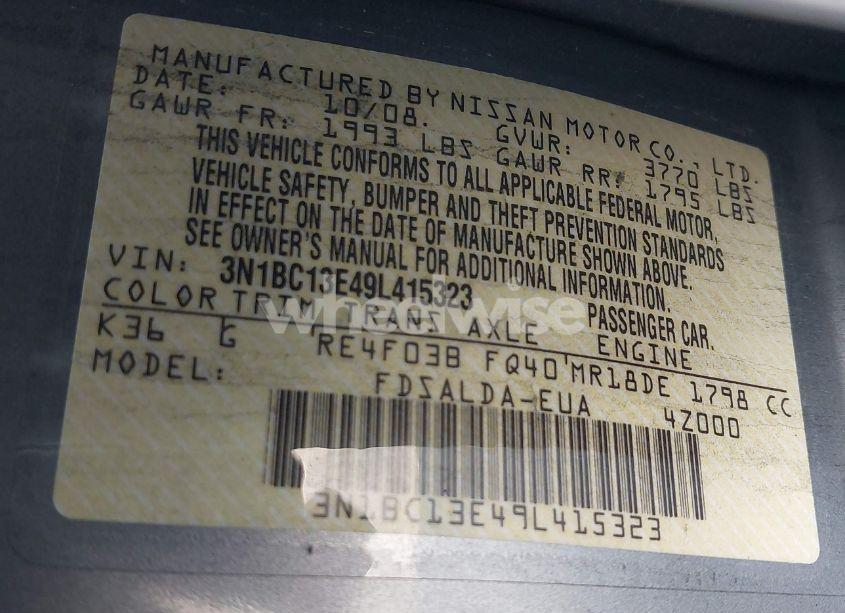 MANUFACTURED BY NISSAN MOTOR CO., LTD.
DATE: 10/08. GVWR: 3770 LBS
GAWR FR: 1993 LBS GAWR RR: 1795 LBS
THIS VEHICLE CONFORMS TO ALL APPLICABLE FEDERAL MOTOR,
VEHICLE SAFETY, BUMPER AND THEFT PREVENTION STANDARDS
IN EFFECT ON THE DATE OF MANUFACTURE SHOWN ABOVE.
SEE OWNER'S MANUAL FOR ADDITIONAL INFORMATION.
VIN: 3N1BC13E49L415323 PASSENGER CAR.
COLOR TRIM TRANS AXLE ENGINE
K36 G RE4F03B FQ40 MR18DE 1798 CC
MODEL: FDSALDA-EUA 4Z000
3N1BC13E49L415323
wheelwise